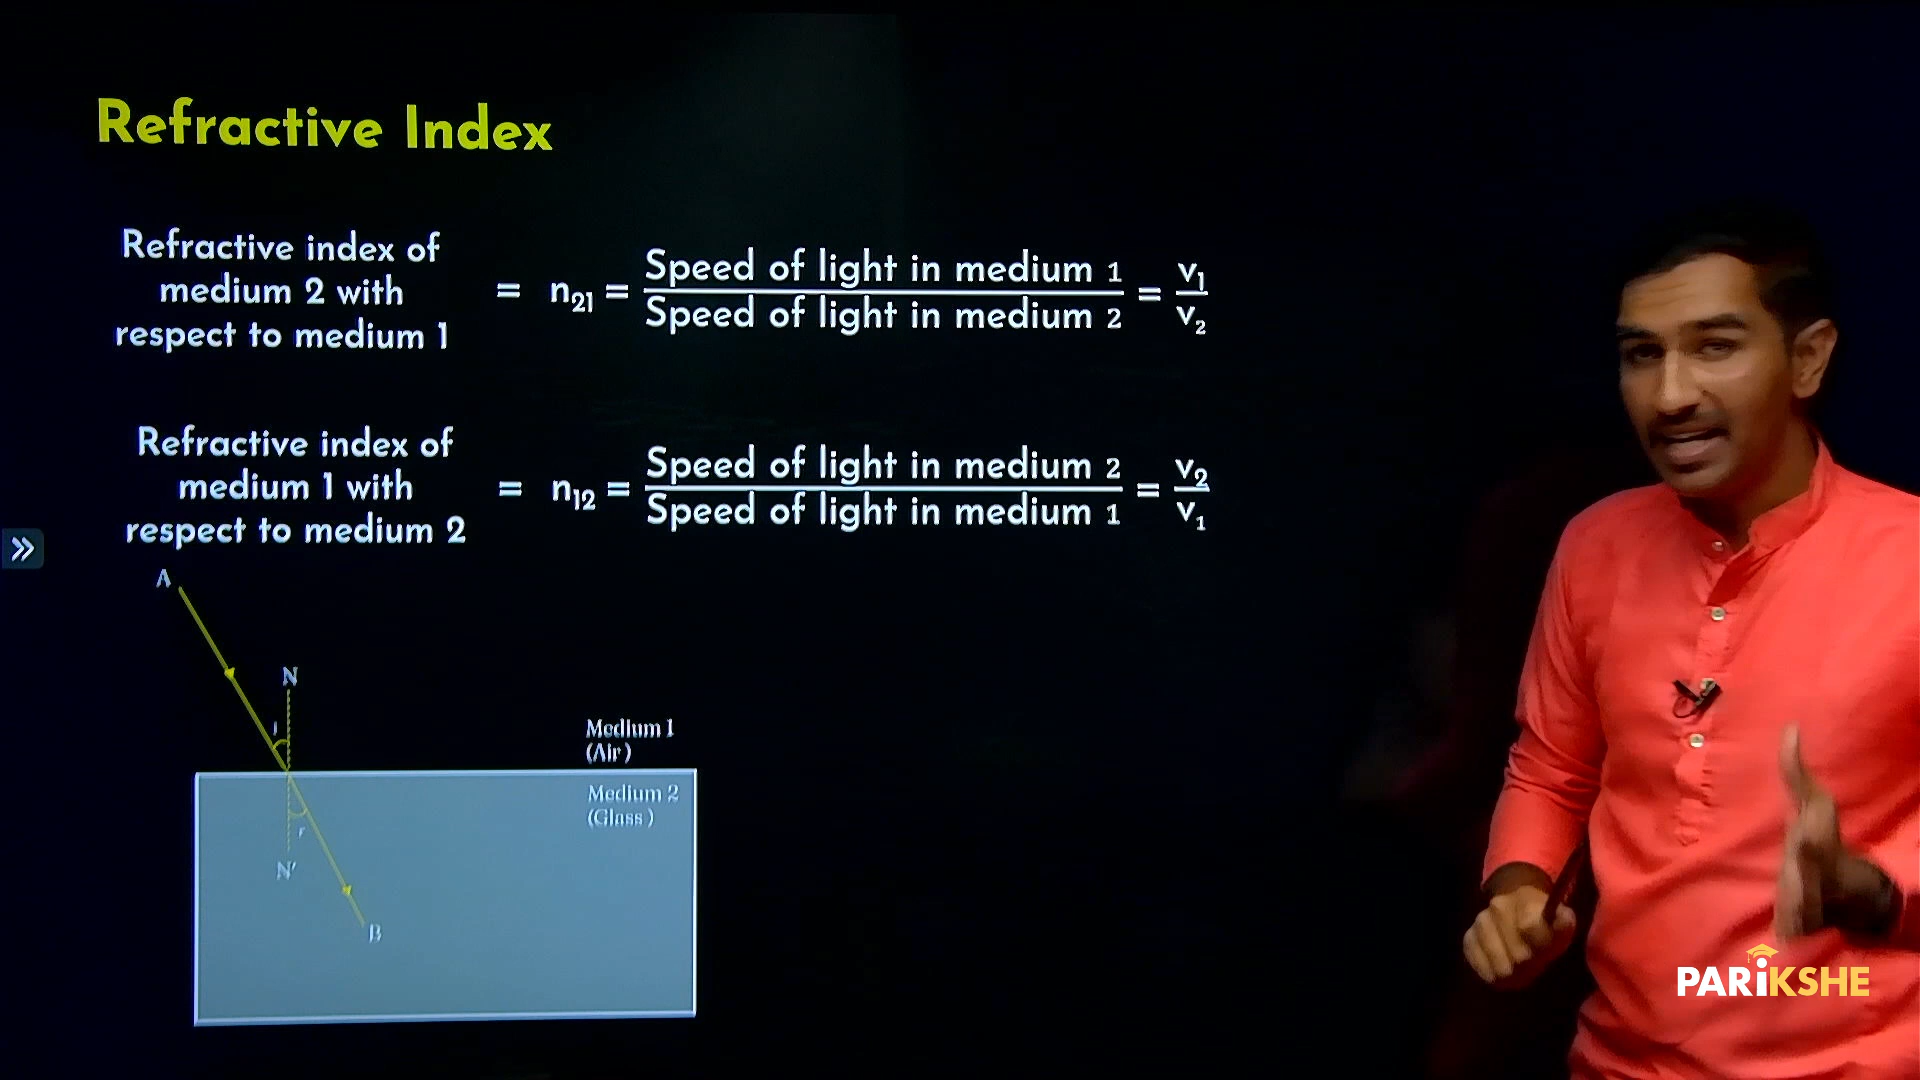 Refractive Index
Refractive index of
medium 2 with
respect to medium 1
= n₂₁ = Speed of light in medium 1 / Speed of light in medium 2 = v₁ / v₂
Refractive index of
medium 1 with
respect to medium 2
= n₁₂ = Speed of light in medium 2 / Speed of light in medium 1 = v₂ / v₁
A
N
i
Medium 1
(Air)
Medium 2
(Glass)
r
N'
B
PARiKSHE